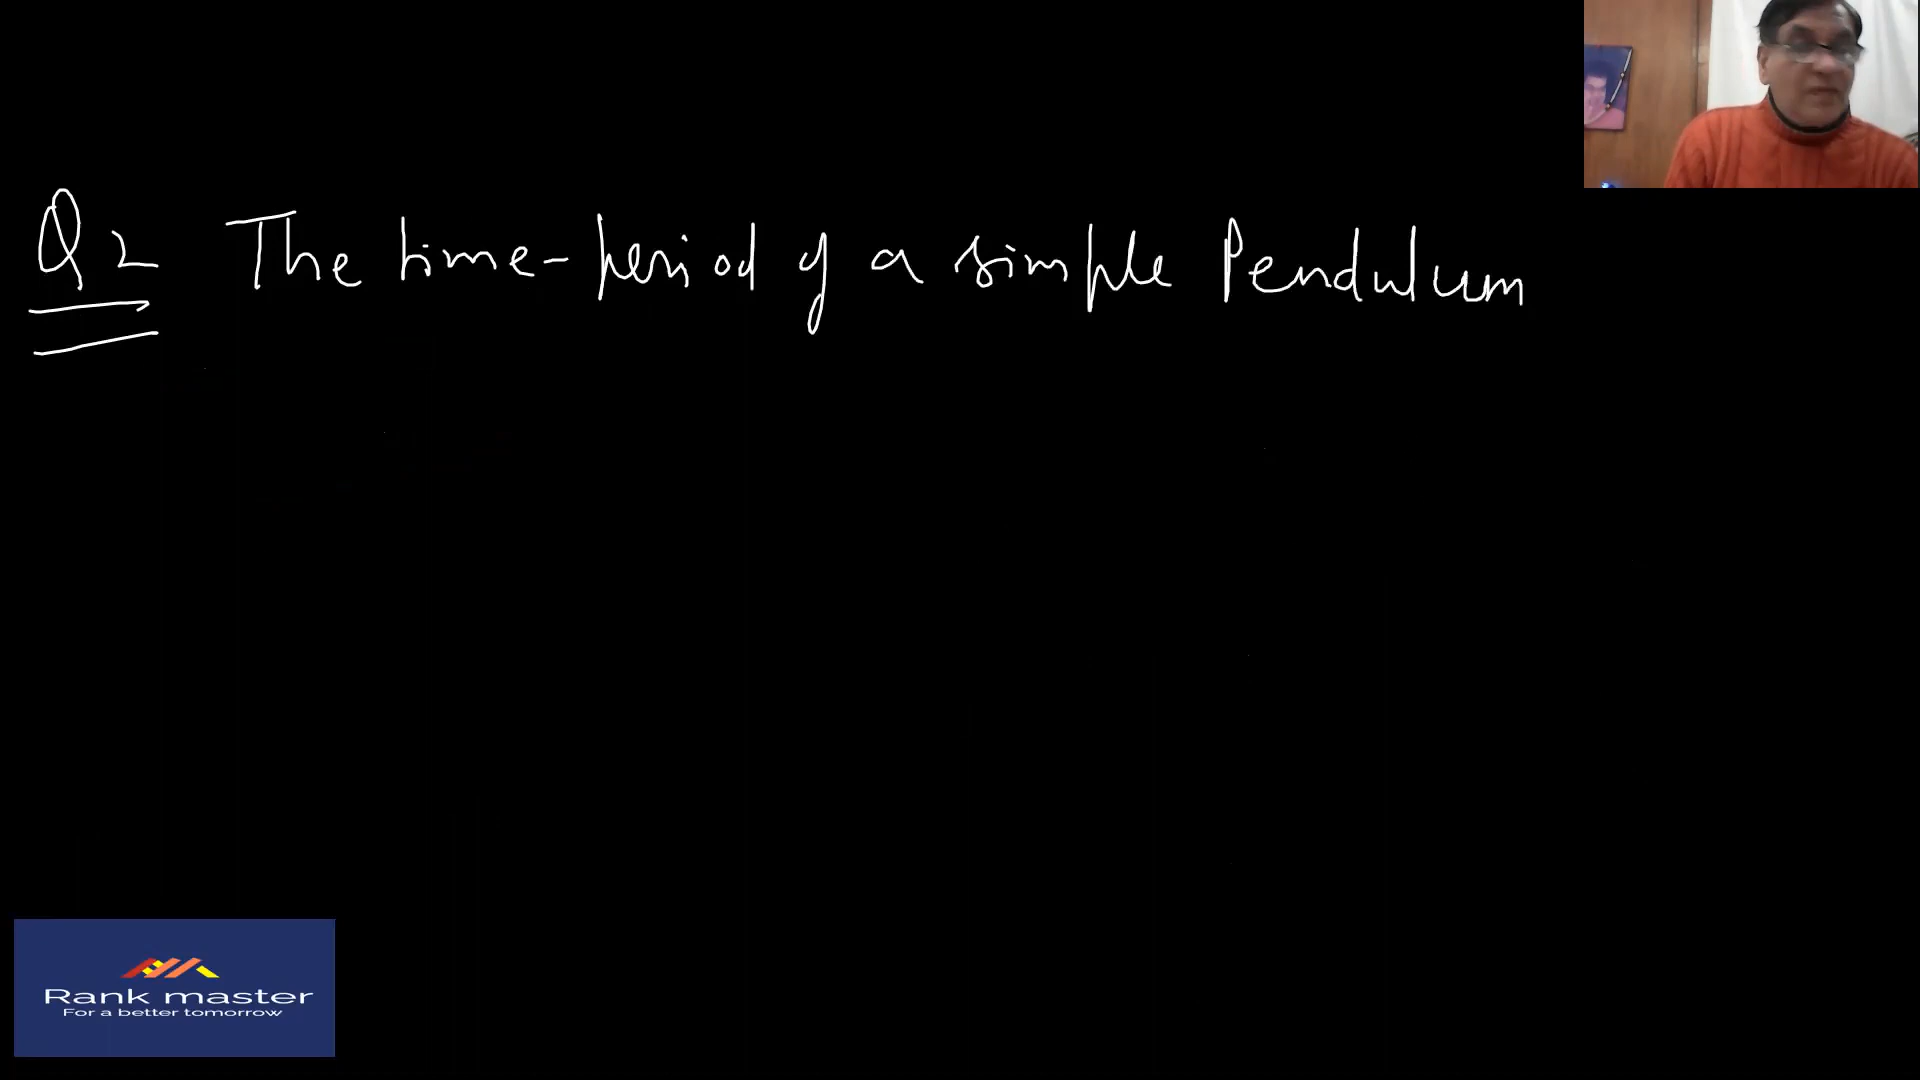 Q2 The time-period of a simple Pendulum
Rank master
For a better tomorrow